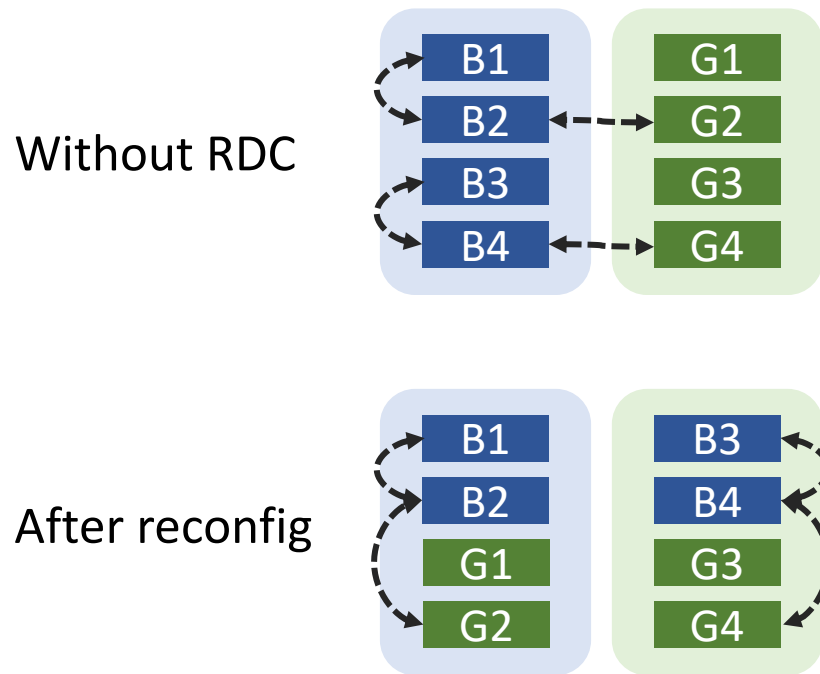 Without RDC
B1
B2
B3
B4
G1
G2
G3
G4
After reconfig
B1
B2
G1
G2
B3
B4
G3
G4